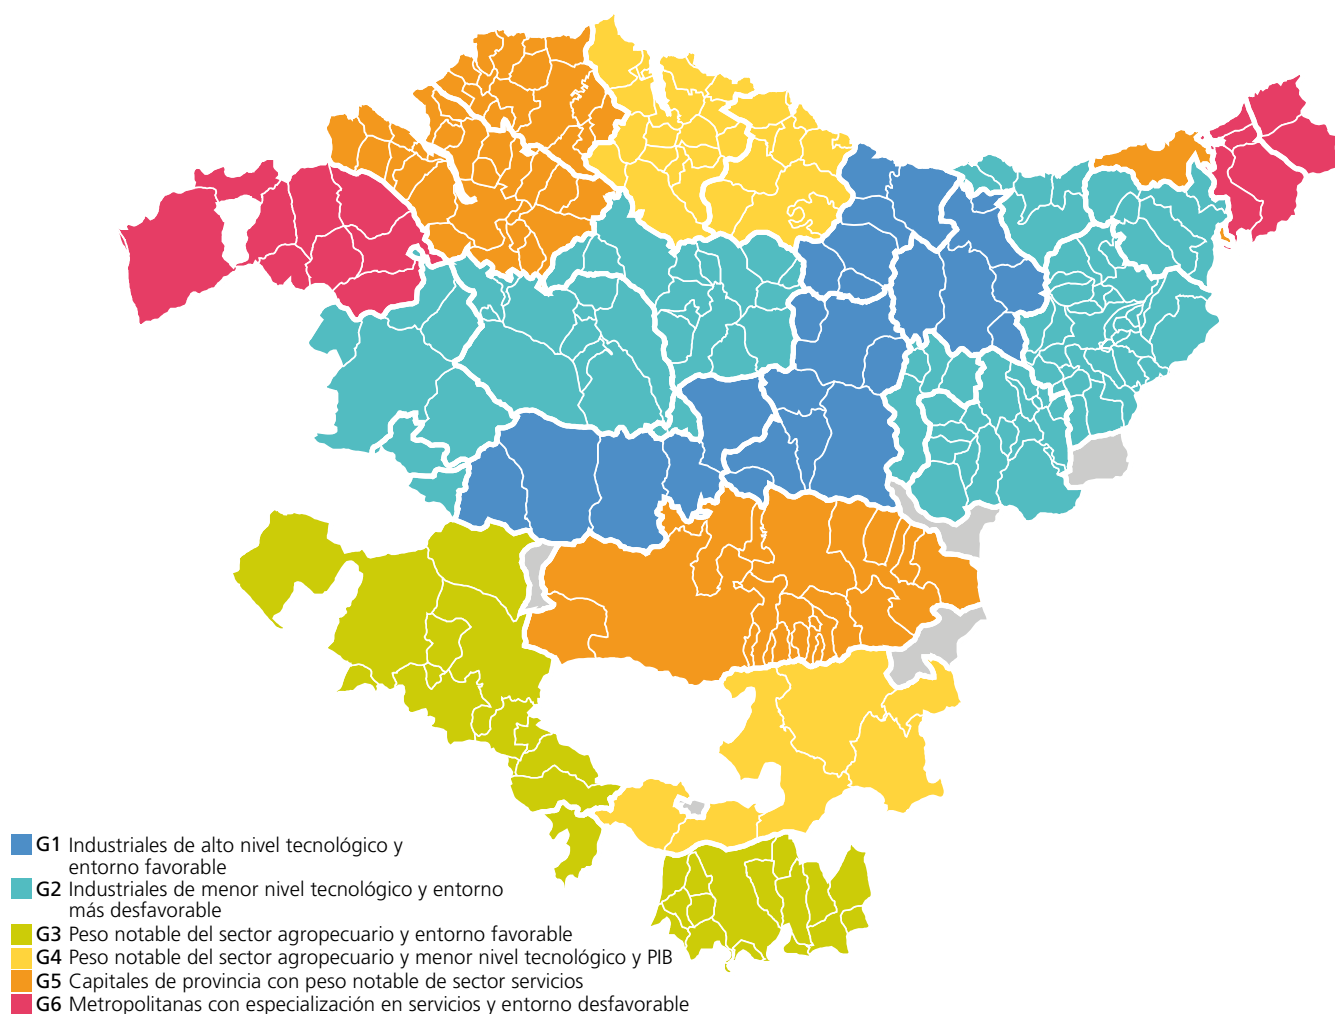 G1 Industriales de alto nivel tecnológico y
entorno favorable
G2 Industriales de menor nivel tecnológico y entorno
más desfavorable
G3 Peso notable del sector agropecuario y entorno favorable
G4 Peso notable del sector agropecuario y menor nivel tecnológico y PIB
G5 Capitales de provincia con peso notable de sector servicios
G6 Metropolitanas con especialización en servicios y entorno desfavorable